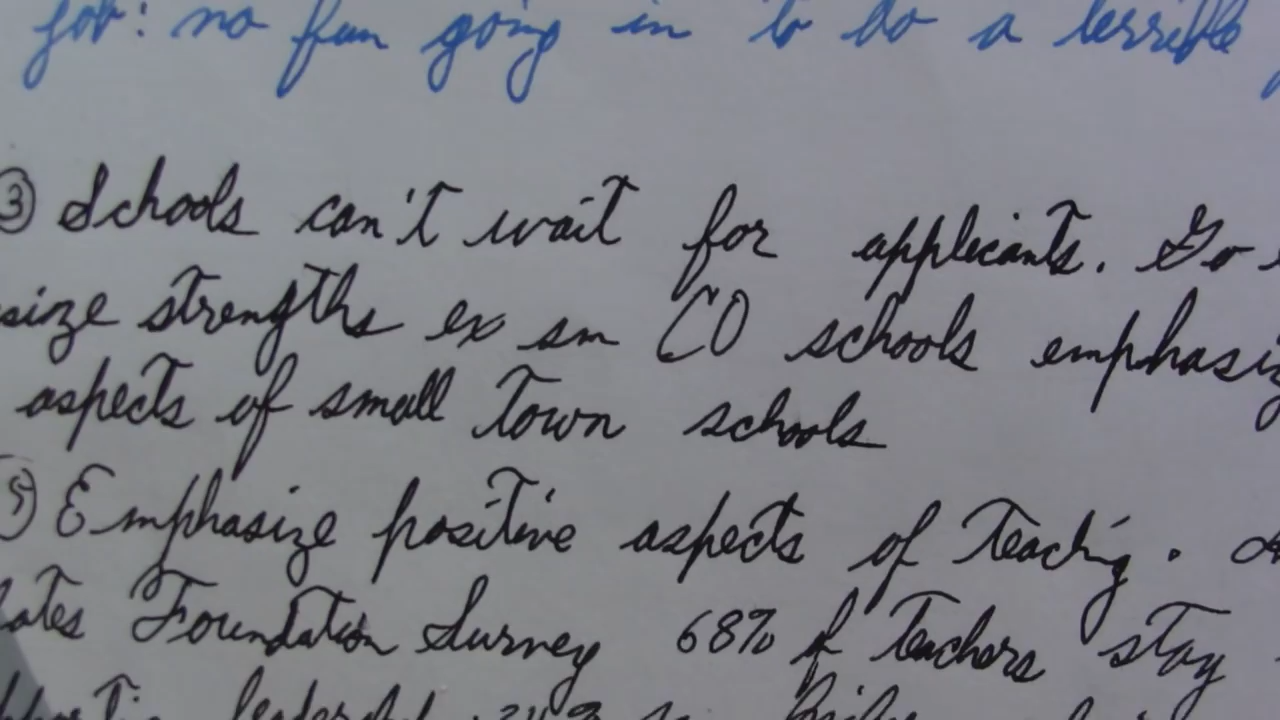 job: no fun going in to do a terrible
③ Schools can't wait for applicants. Go
size strengths ex sm CO schools emphasiz
aspects of small town schools
Emphasize positive aspects of Teachig.
ates Foundation Survey 68% of Teachers stay